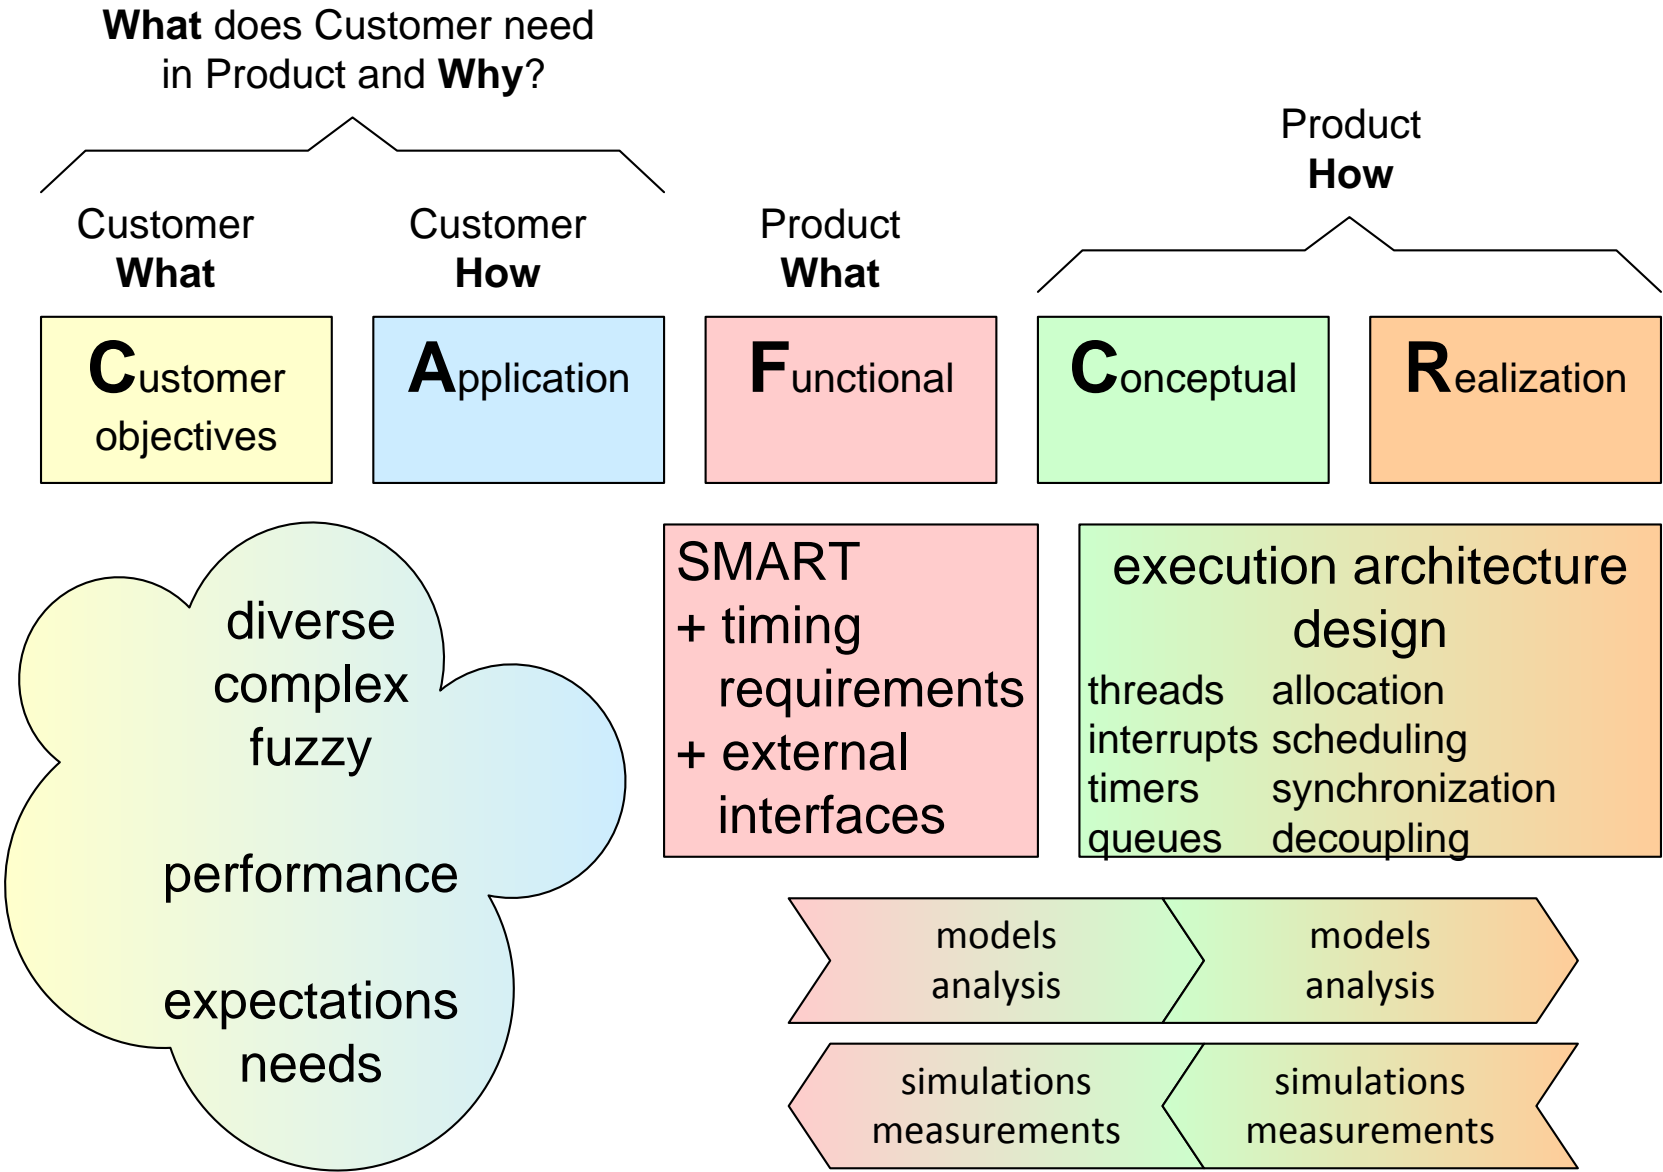 What does Customer need
in Product and Why?
Product
How
Customer
What
Customer
How
Product
What
Customer
objectives
Application
Functional
Conceptual
Realization
diverse
complex
fuzzy
performance
expectations
needs
SMART
+ timing
requirements
+ external
interfaces
execution architecture
design
threads allocation
interrupts scheduling
timers synchronization
queues decoupling
models
analysis
models
analysis
simulations
measurements
simulations
measurements